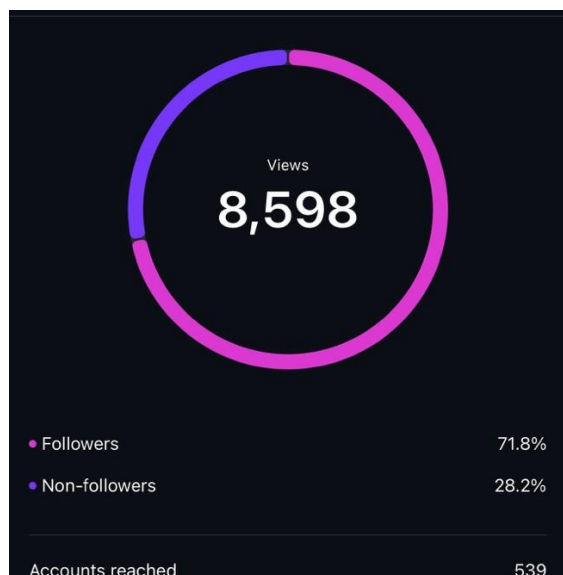 Views
8,598
Followers 71.8%
Non-followers 28.2%
Accounts reached 539